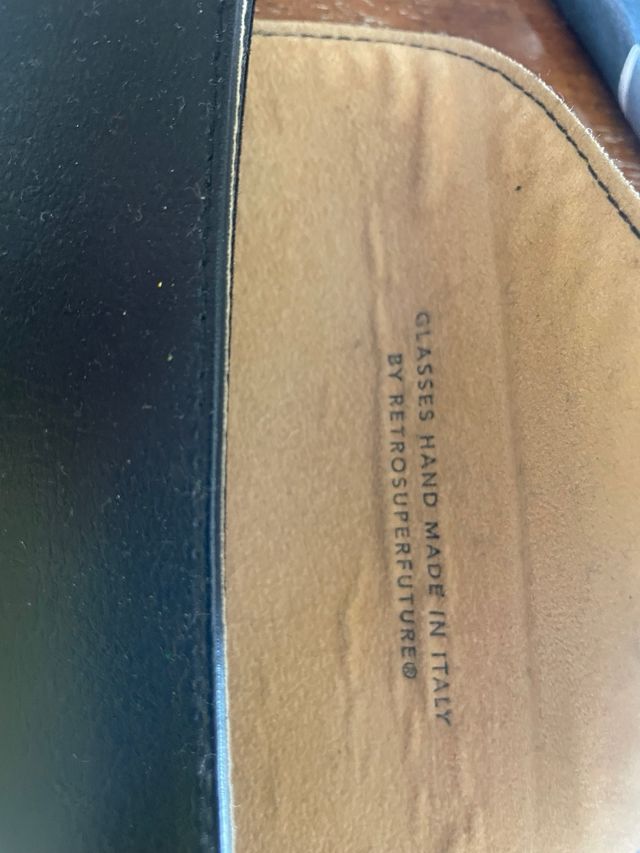 GLASSES HAND MADE IN ITALY
BY RETROSUPERFUTURE®